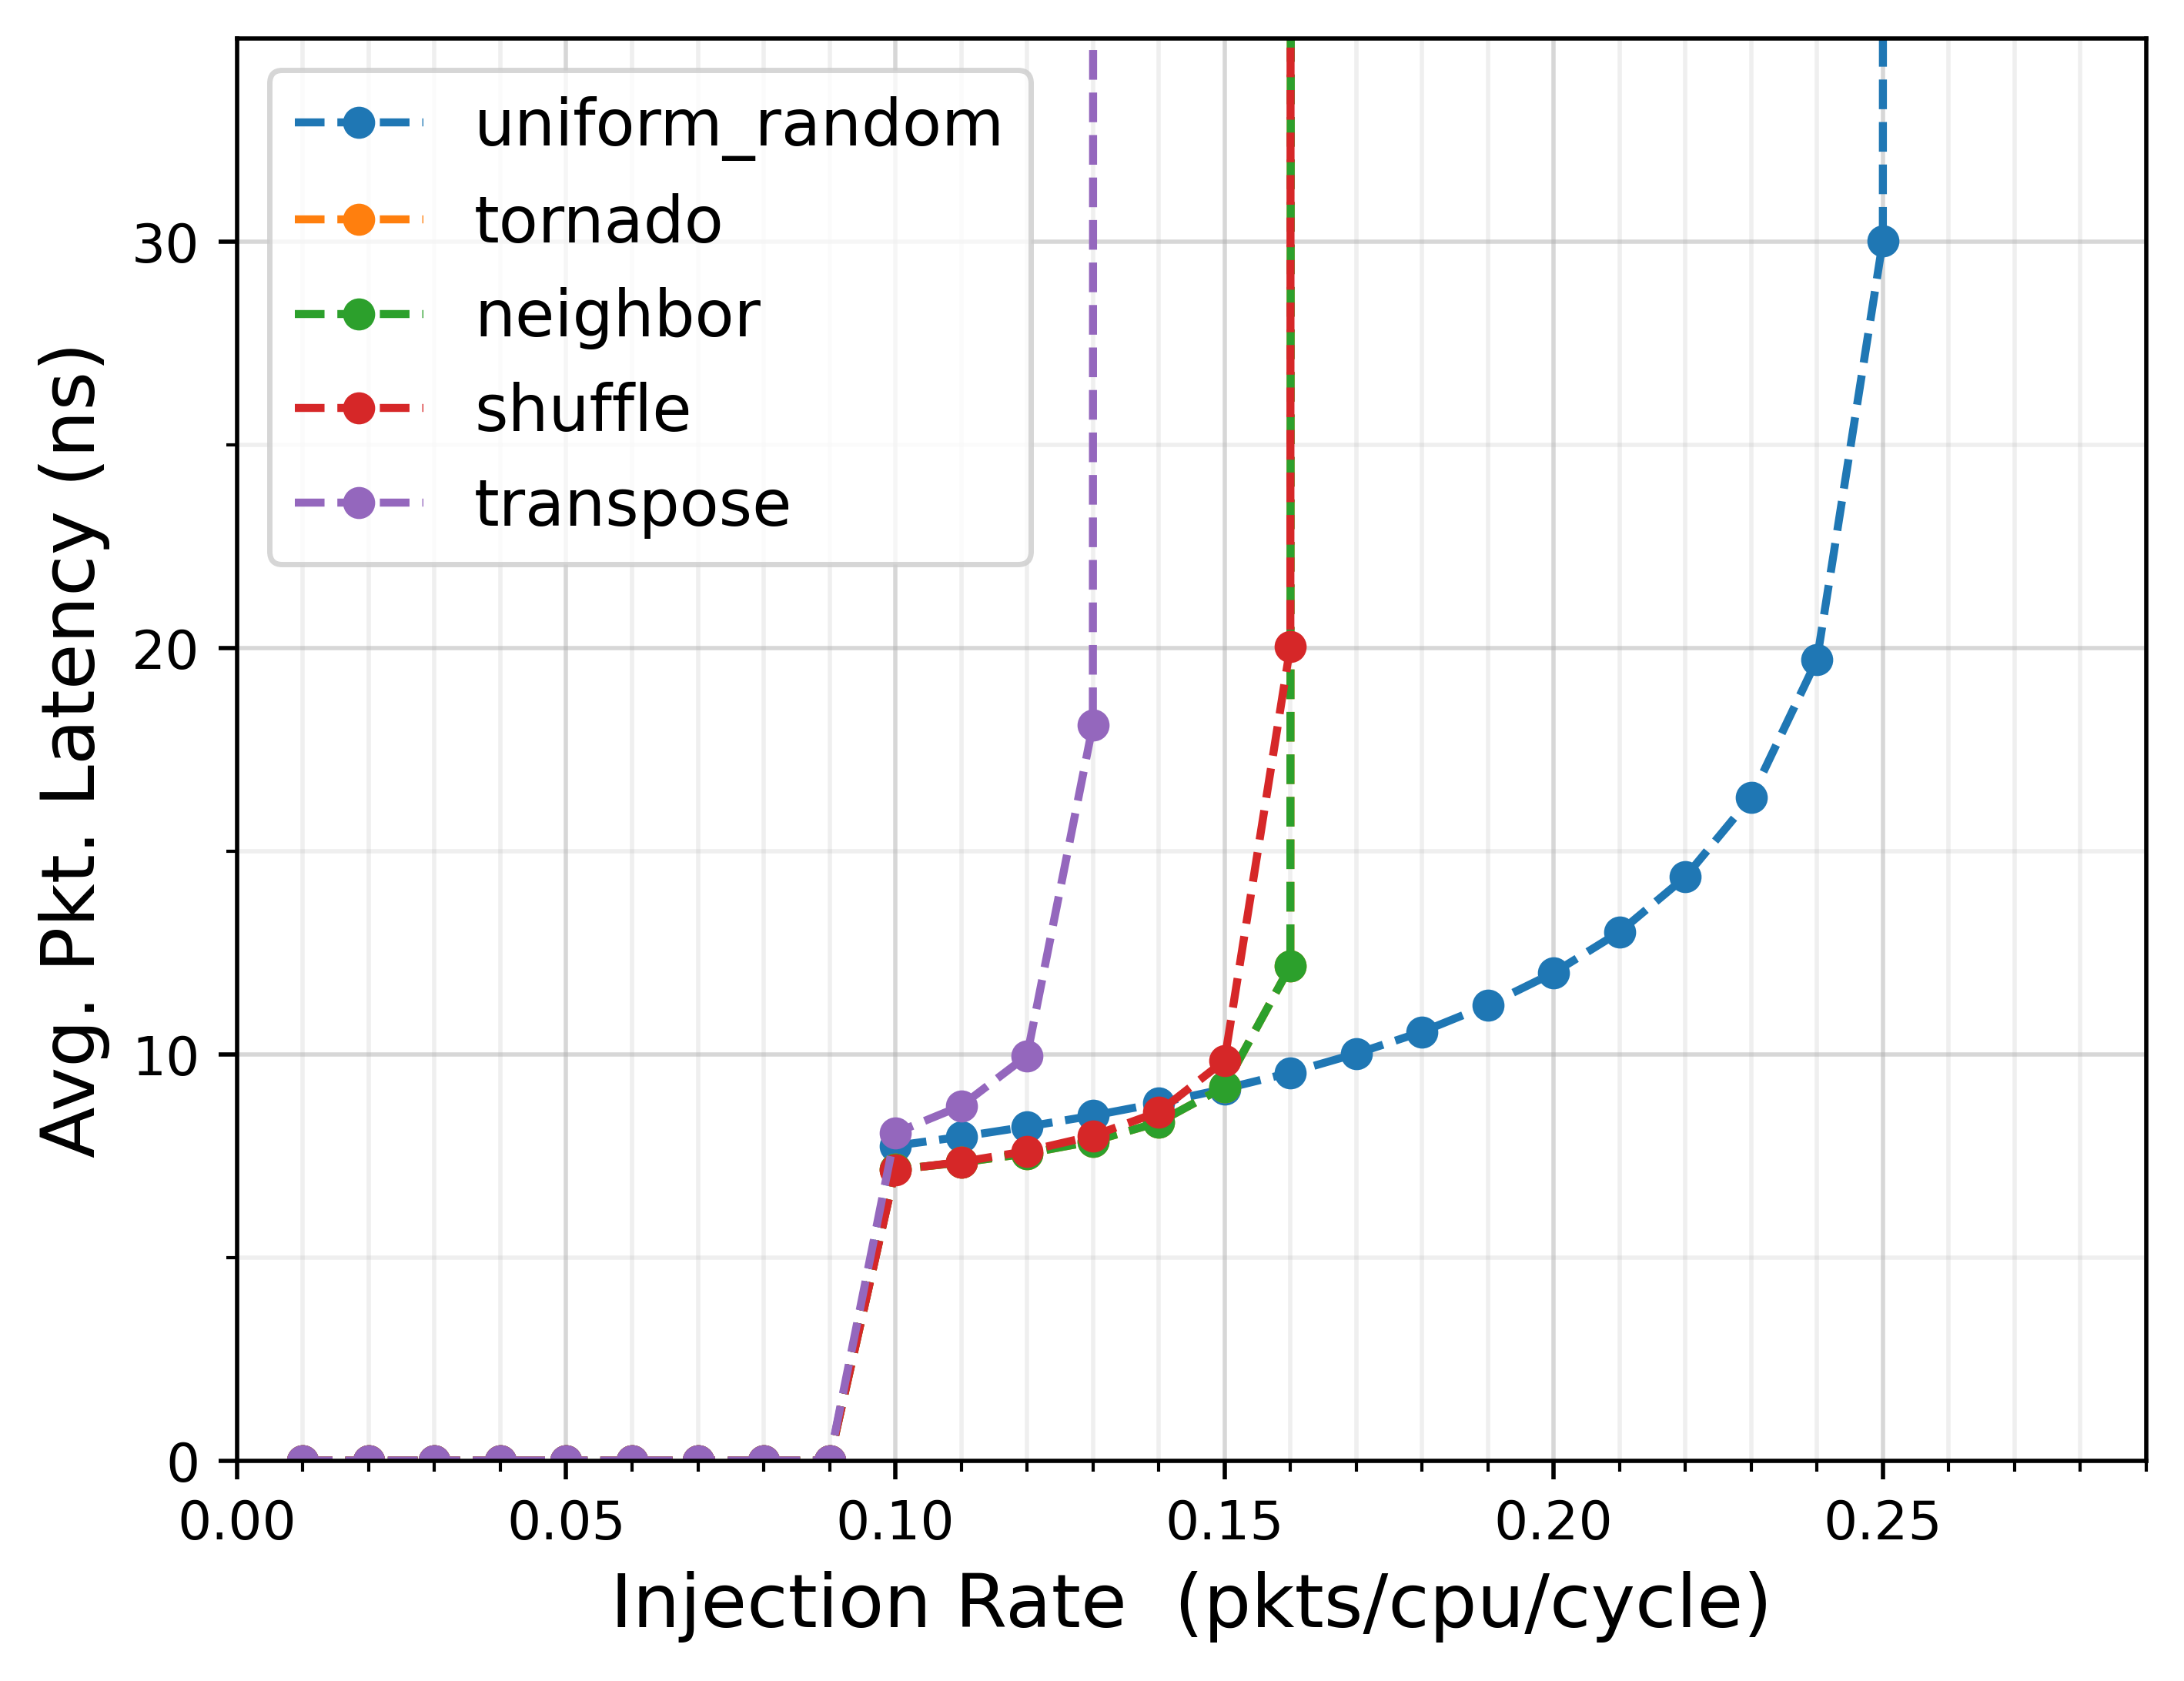 uniform_random
tornado
neighbor
shuffle
transpose
30
20
10
0
Avg. Pkt. Latency (ns)
0.00 0.05 0.10 0.15 0.20 0.25
Injection Rate (pkts/cpu/cycle)